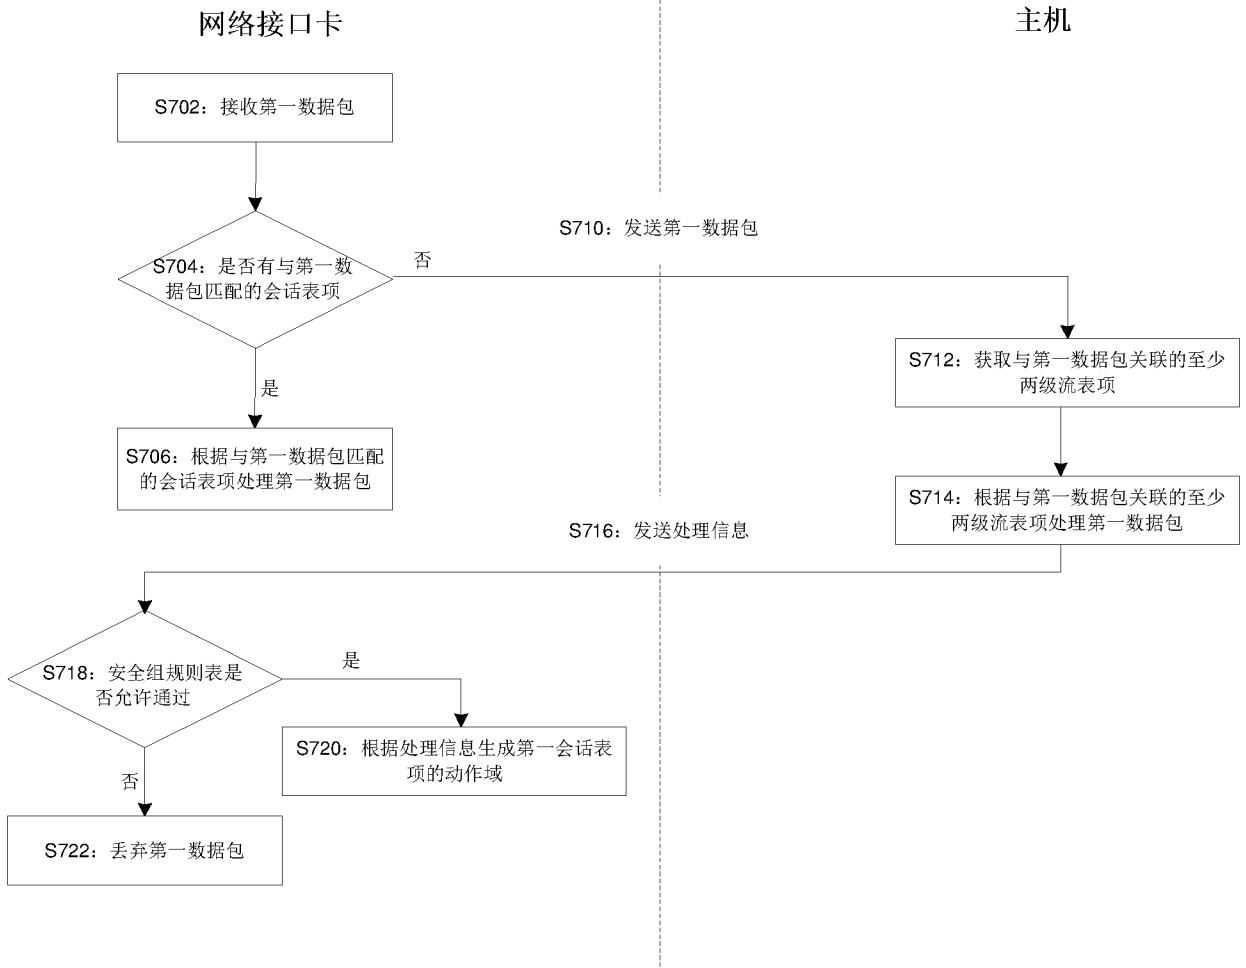 网络接口卡
主机
S702：接收第一数据包
S710：发送第一数据包
S704：是否有与第一数
据包匹配的会话表项
否
S712：获取与第一数据包关联的至少
两级流表项
是
S706：根据与第一数据包匹配
的会话表项处理第一数据包
S714：根据与第一数据包关联的至少
两级流表项处理第一数据包
S716：发送处理信息
S718：安全组规则表是
否允许通过
是
S720：根据处理信息生成第一会话表
项的动作域
否
S722：丢弃第一数据包